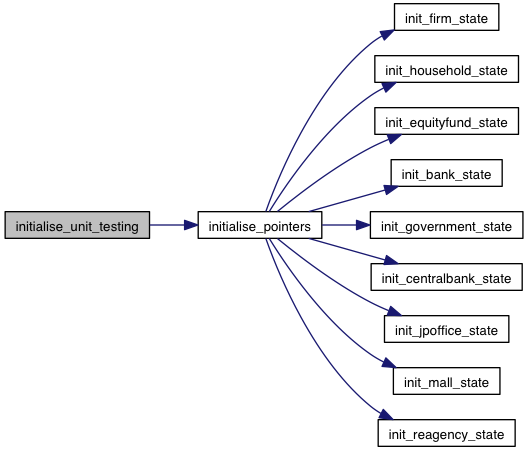 init_firm_state
init_household_state
init_equityfund_state
init_bank_state
initialise_unit_testing
initialise_pointers
init_government_state
init_centralbank_state
init_jpoffice_state
init_mall_state
init_reagency_state